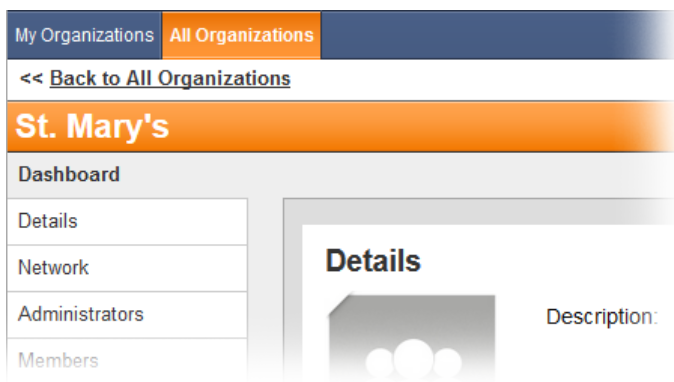 My Organizations All Organizations
<< Back to All Organizations
St. Mary's
Dashboard
Details
Network
Administrators
Members
Details
Description: